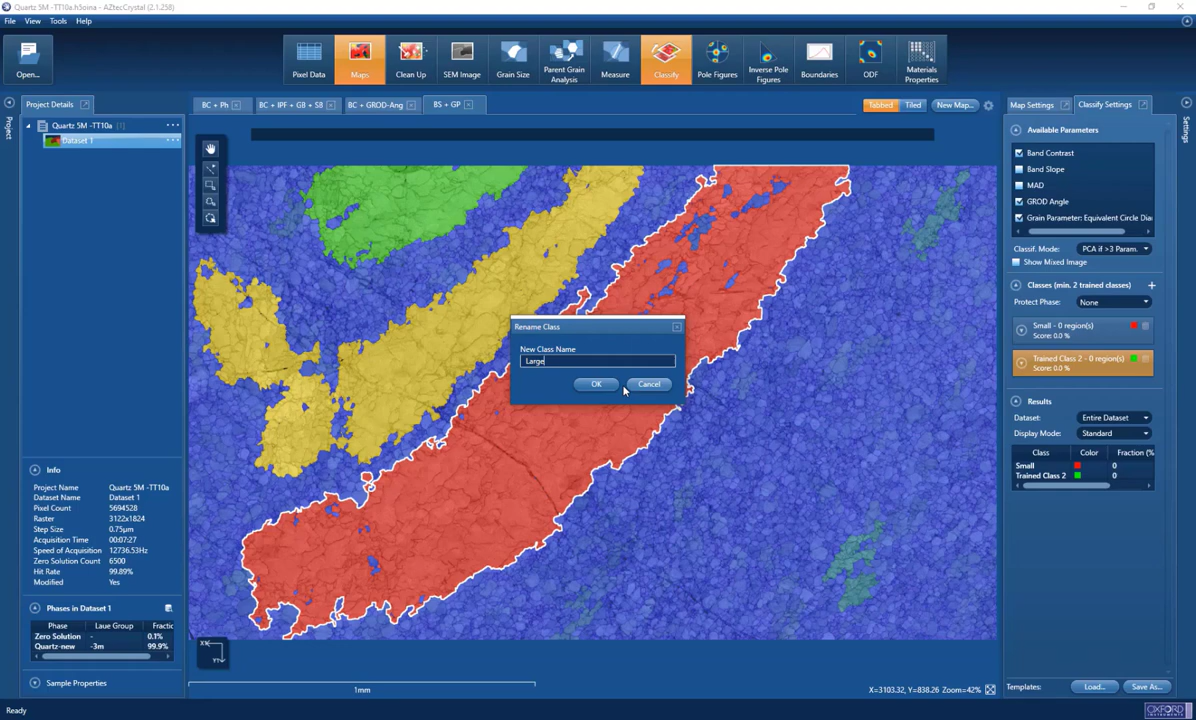 Quartz 5M -TT10a.h5oina - AZtecCrystal (2.1.258)
File View Tools Help
Open...
Pixel Data
Maps
Clean Up
SEM Image
Grain Size
Parent Grain Analysis
Measure
Classify
Pole Figures
Inverse Pole Figures
Boundaries
ODF
Materials Properties
Project
Project Details
Quartz 5M -TT10a [1]
Dataset 1
Info
Project Name Quartz 5M -TT10a
Dataset Name Dataset 1
Pixel Count 5694528
Raster 3122x1824
Step Size 0.75µm
Acquisition Time 00:07:27
Speed of Acquisition 12736.53Hz
Zero Solution Count 6500
Hit Rate 99.89%
Modified Yes
Phases in Dataset 1
Phase Laue Group Fractic
Zero Solution - 0.1%
Quartz-new -3m 99.9%
Sample Properties
Ready
BC + Ph
BC + IPF + GB + SB
BC + GROD-Ang
BS + GP
Tabbed Tiled New Map...
Rename Class
New Class Name
Large
OK Cancel
X Y
1mm
X=3103.32, Y=838.26 Zoom=42%
Map Settings
Classify Settings
Settings
Available Parameters
Band Contrast
Band Slope
MAD
GROD Angle
Grain Parameter: Equivalent Circle Dia
Classif. Mode: PCA if >3 Param.
Show Mixed Image
Classes (min. 2 trained classes) +
Protect Phase: None
Small - 0 region(s)
Score: 0.0 %
Trained Class 2 - 0 region(s)
Score: 0.0 %
Results
Dataset: Entire Dataset
Display Mode: Standard
Class Color Fraction (%
Small 0
Trained Class 2 0
Templates: Load... Save As...
OXFORD INSTRUMENTS